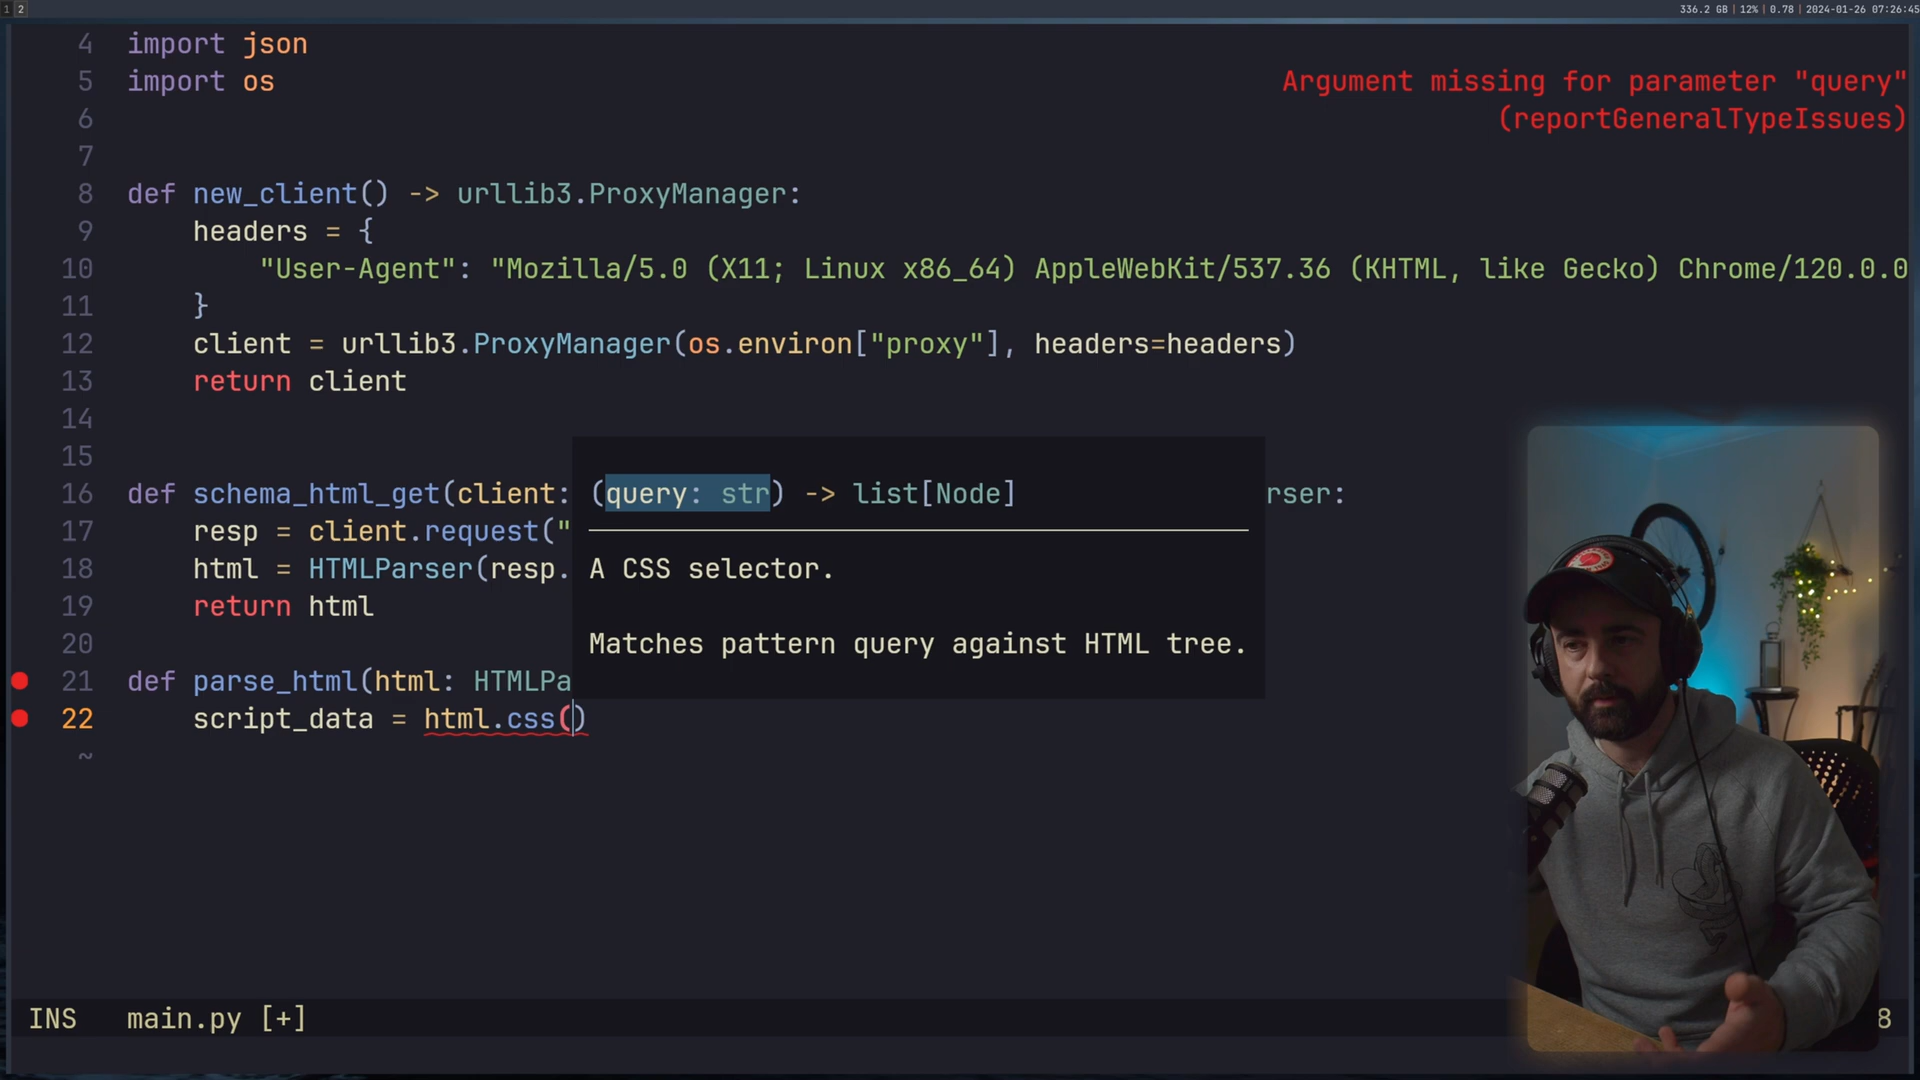 1 2
336.2 GB | 12% | 0.78 | 2024-01-26 07:26:45
4 import json
5 import os
Argument missing for parameter "query"
(reportGeneralTypeIssues)
6
7
8 def new_client() -> urllib3.ProxyManager:
9 headers = {
10 "User-Agent": "Mozilla/5.0 (X11; Linux x86_64) AppleWebKit/537.36 (KHTML, like Gecko) Chrome/120.0.0
11 }
12 client = urllib3.ProxyManager(os.environ["proxy"], headers=headers)
13 return client
14
15
16 def schema_html_get(client: rser:
(query: str) -> list[Node]
17 resp = client.request("
18 html = HTMLParser(resp.
A CSS selector.
19 return html
20
Matches pattern query against HTML tree.
21 def parse_html(html: HTMLPa
22 script_data = html.css()
~
INS main.py [+]
8